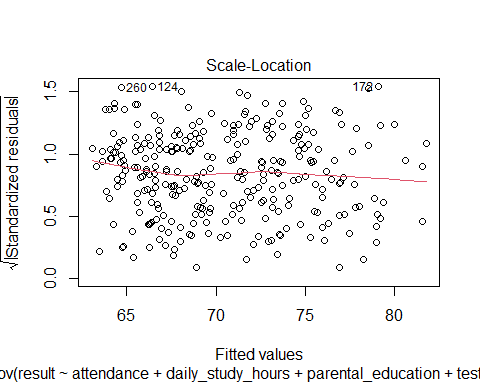 Scale-Location
260 124 172
1.5
1.0
0.5
0.0
√|Standardized residuals|
65 70 75 80
Fitted values
ov(result ~ attendance + daily_study_hours + parental_education + test